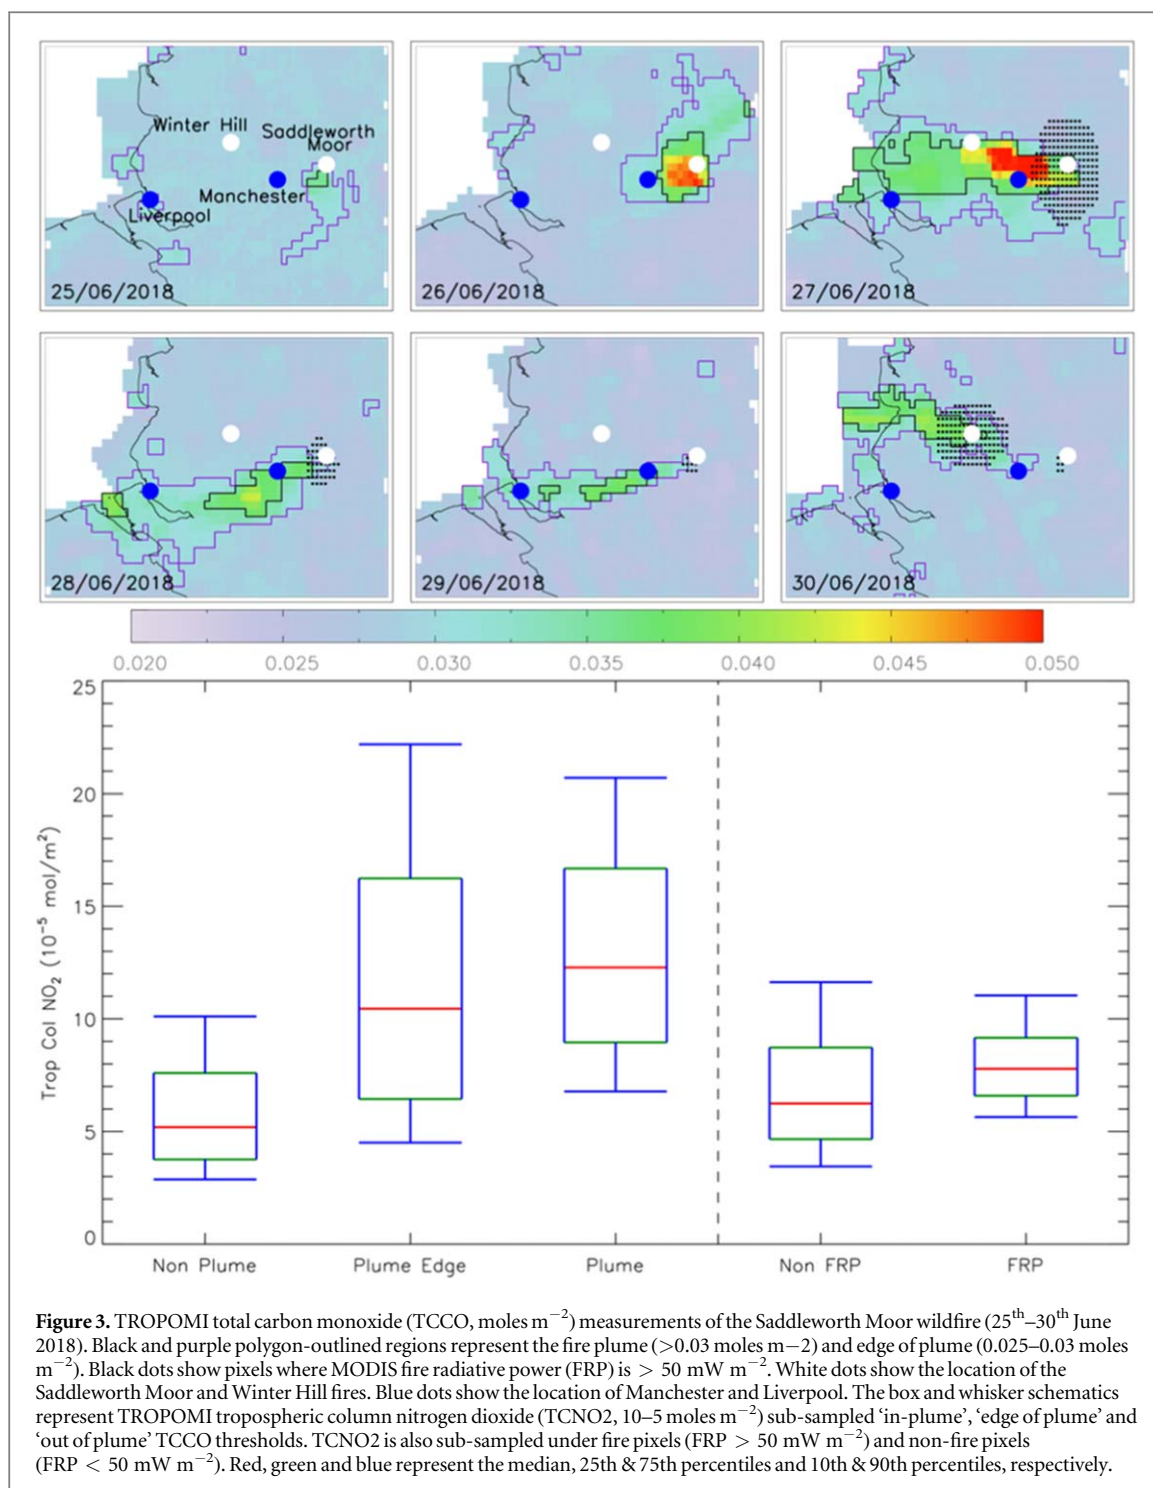 Winter Hill
Saddleworth
Moor
Manchester
Liverpool
25/06/2018
26/06/2018
27/06/2018
28/06/2018
29/06/2018
30/06/2018
0.020 0.025 0.030 0.035 0.040 0.045 0.050
25
20
15
10
5
0
Trop Col NO₂ (10⁻⁵ mol/m²)
Non Plume Plume Edge Plume Non FRP FRP
Figure 3. TROPOMI total carbon monoxide (TCCO, moles m⁻²) measurements of the Saddleworth Moor wildfire (25ᵗʰ–30ᵗʰ June
2018). Black and purple polygon-outlined regions represent the fire plume (>0.03 moles m−2) and edge of plume (0.025–0.03 moles
m⁻²). Black dots show pixels where MODIS fire radiative power (FRP) is > 50 mW m⁻². White dots show the location of the
Saddleworth Moor and Winter Hill fires. Blue dots show the location of Manchester and Liverpool. The box and whisker schematics
represent TROPOMI tropospheric column nitrogen dioxide (TCNO2, 10–5 moles m⁻²) sub-sampled ‘in-plume’, ‘edge of plume’ and
‘out of plume’ TCCO thresholds. TCNO2 is also sub-sampled under fire pixels (FRP > 50 mW m⁻²) and non-fire pixels
(FRP < 50 mW m⁻²). Red, green and blue represent the median, 25th & 75th percentiles and 10th & 90th percentiles, respectively.